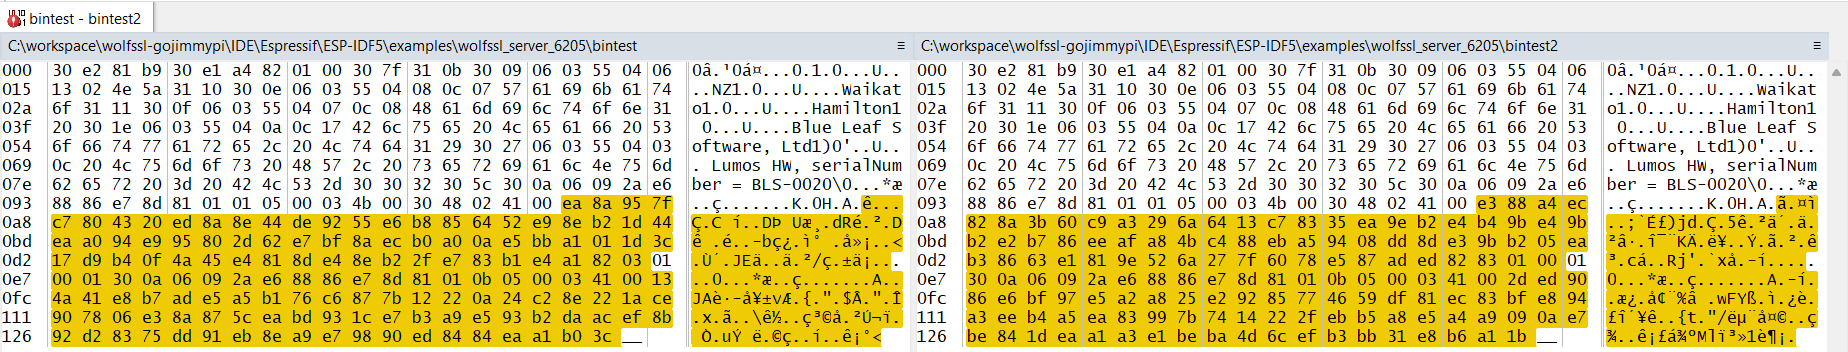 bintest - bintest2
C:\workspace\wolfssl-gojimmypi\IDE\Espressif\ESP-IDF5\examples\wolfssl_server_6205\bintest
000 30 e2 81 b9 30 e1 a4 82 01 00 30 7f 31 0b 30 09 06 03 55 04 06 0â.¹0á¤...0.1.0...U..
015 13 02 4e 5a 31 10 30 0e 06 03 55 04 08 0c 07 57 61 69 6b 61 74 ..NZ1.0...U....Waikat
02a 6f 31 11 30 0f 06 03 55 04 07 0c 08 48 61 6d 69 6c 74 6f 6e 31 o1.0...U....Hamilton1
03f 20 30 1e 06 03 55 04 0a 0c 17 42 6c 75 65 20 4c 65 61 66 20 53 0...U....Blue Leaf S
054 6f 66 74 77 61 72 65 2c 20 4c 74 64 31 29 30 27 06 03 55 04 03 oftware, Ltd1)0'..U..
069 0c 20 4c 75 6d 6f 73 20 48 57 2c 20 73 65 72 69 61 6c 4e 75 6d . Lumos HW, serialNum
07e 62 65 72 20 3d 20 42 4c 53 2d 30 30 32 30 5c 30 0a 06 09 2a e6 ber = BLS-0020\0...*æ
093 88 86 e7 8d 81 01 01 05 00 03 4b 00 30 48 02 41 00 ea 8a 95 7f ..ç.......K.0H.A.ê...
0a8 c7 80 43 20 ed 8a 8e 44 de 92 55 e6 b8 85 64 52 e9 8e b2 1d 44 Ç.C í..DÞ.Uæ¸.dRé.².D
0bd ea a0 94 e9 95 80 2d 62 e7 bf 8a ec b0 a0 0a e5 bb a1 01 1d 3c ê .é..-bç¿.ì° .å»¡..<
0d2 17 d9 b4 0f 4a 45 e4 81 8d e4 8e b2 2f e7 83 b1 e4 a1 82 03 01 .Ù´.JEä..ä.²/ç.±ä¡...
0e7 00 01 30 0a 06 09 2a e6 88 86 e7 8d 81 01 0b 05 00 03 41 00 13 ..0...*æ..ç.......A..
0fc 4a 41 e8 b7 ad e5 a5 b1 76 c6 87 7b 12 22 0a 24 c2 8e 22 1a ce JAè·-å¥±vÆ.{.".$Â.".Î
111 90 78 06 e3 8a 87 5c ea bd 93 1c e7 b3 a9 e5 93 b2 da ac ef 8b .x.ã..\ê½..ç³©å.²Ú¬ï.
126 92 d2 83 75 dd 91 eb 8e a9 e7 98 90 ed 84 84 ea a1 b0 3c .Ò.uÝ.ë.©ç..í..ê¡°<
C:\workspace\wolfssl-gojimmypi\IDE\Espressif\ESP-IDF5\examples\wolfssl_server_6205\bintest2
000 30 e2 81 b9 30 e1 a4 82 01 00 30 7f 31 0b 30 09 06 03 55 04 06 0â.¹0á¤...0.1.0...U..
015 13 02 4e 5a 31 10 30 0e 06 03 55 04 08 0c 07 57 61 69 6b 61 74 ..NZ1.0...U....Waikat
02a 6f 31 11 30 0f 06 03 55 04 07 0c 08 48 61 6d 69 6c 74 6f 6e 31 o1.0...U....Hamilton1
03f 20 30 1e 06 03 55 04 0a 0c 17 42 6c 75 65 20 4c 65 61 66 20 53 0...U....Blue Leaf S
054 6f 66 74 77 61 72 65 2c 20 4c 74 64 31 29 30 27 06 03 55 04 03 oftware, Ltd1)0'..U..
069 0c 20 4c 75 6d 6f 73 20 48 57 2c 20 73 65 72 69 61 6c 4e 75 6d . Lumos HW, serialNum
07e 62 65 72 20 3d 20 42 4c 53 2d 30 30 32 30 5c 30 0a 06 09 2a e6 ber = BLS-0020\0...*æ
093 88 86 e7 8d 81 01 01 05 00 03 4b 00 30 48 02 41 00 e3 88 a4 ec ..ç.......K.0H.A.ã.¤ì
0a8 82 8a 3b 60 c9 a3 29 6a 64 13 c7 83 35 ea 9e b2 e4 b4 9b e4 9b ..;`É£)jd.Ç.5ê.²ä´.ä.
0bd b2 e2 b7 86 ee af a8 4b c4 88 eb a5 94 08 dd 8d e3 9b b2 05 ea ²â·.î¯¨KÄ.ë¥..Ý.ã.².ê
0d2 b3 86 63 e1 81 9e 52 6a 27 7f 60 78 e5 87 ad ed 82 83 01 00 01 ³.cá..Rj'.`xå.-í.....
0e7 30 0a 06 09 2a e6 88 86 e7 8d 81 01 0b 05 00 03 41 00 2d ed 90 0...*æ..ç.......A.-í.
0fc 86 e6 bf 97 e5 a2 a8 25 e2 92 85 77 46 59 df 81 ec 83 bf e8 94 .æ¿.å¢¨%â..wFYß.ì.¿è.
111 a3 ee b4 a5 ea 83 99 7b 74 14 22 2f eb b5 a8 e5 a4 a9 09 0a e7 £î´¥ê..{t."/ëµ¨å¤©..ç
126 be 84 1d ea a1 a3 e1 be ba 4d 6c ef b3 bb 31 e8 b6 a1 1b ¾..ê¡£á¾ºMlï³»1è¶¡.